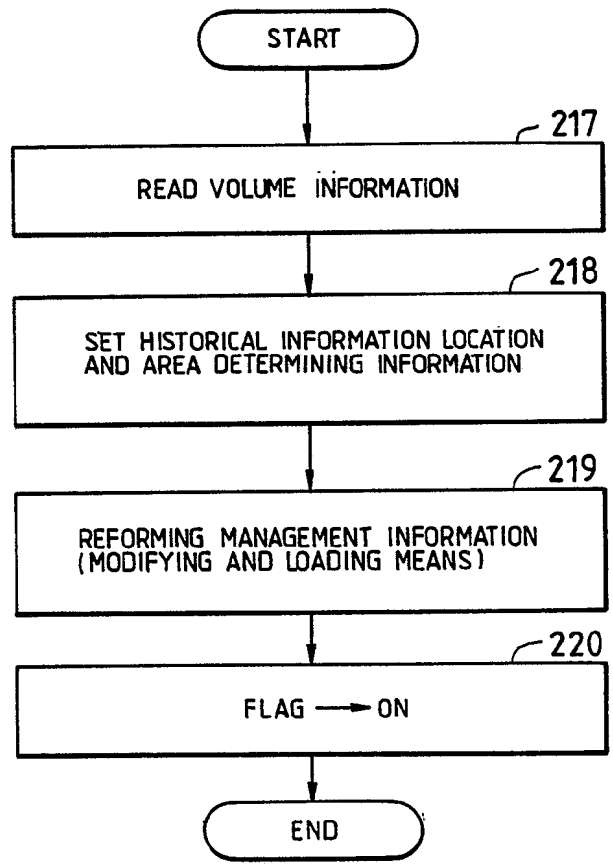 START
217
READ VOLUME INFORMATION
218
SET HISTORICAL INFORMATION LOCATION
AND AREA DETERMINING INFORMATION
219
REFORMING MANAGEMENT INFORMATION
(MODIFYING AND LOADING MEANS)
220
FLAG → ON
END